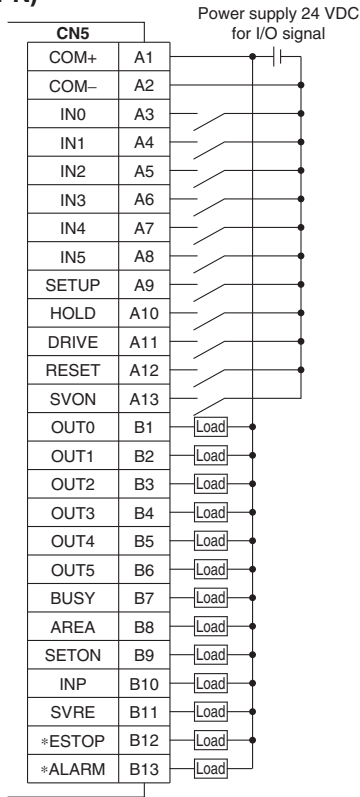 Power supply 24 VDC
for I/O signal
CN5
COM+ A1
COM– A2
IN0 A3
IN1 A4
IN2 A5
IN3 A6
IN4 A7
IN5 A8
SETUP A9
HOLD A10
DRIVE A11
RESET A12
SVON A13
OUT0 B1 Load
OUT1 B2 Load
OUT2 B3 Load
OUT3 B4 Load
OUT4 B5 Load
OUT5 B6 Load
BUSY B7 Load
AREA B8 Load
SETON B9 Load
INP B10 Load
SVRE B11 Load
*ESTOP B12 Load
*ALARM B13 Load